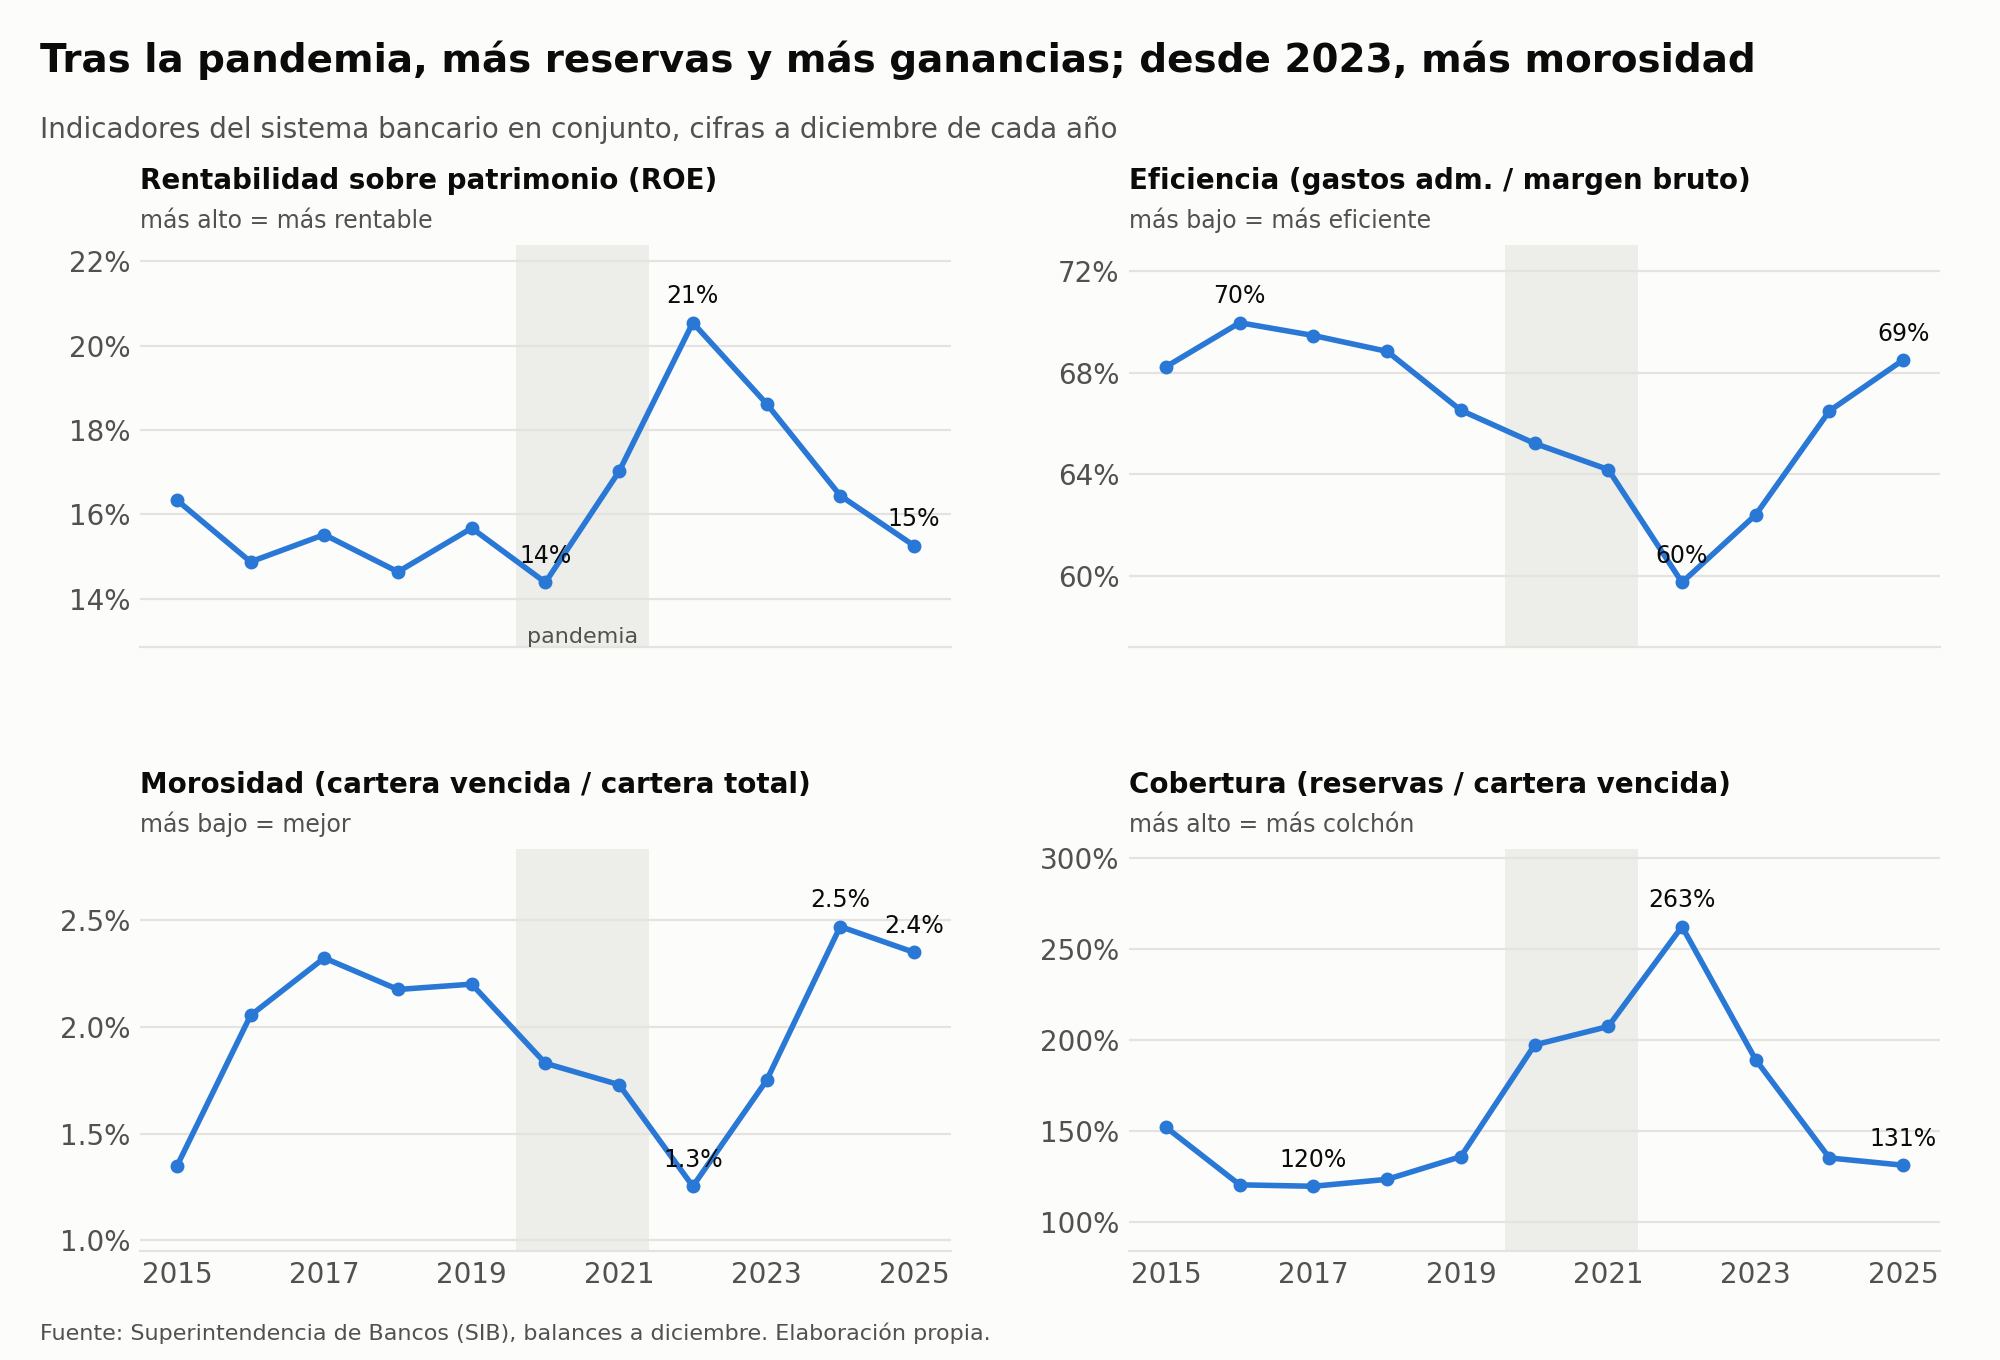 Tras la pandemia, más reservas y más ganancias; desde 2023, más morosidad
Indicadores del sistema bancario en conjunto, cifras a diciembre de cada año
Rentabilidad sobre patrimonio (ROE)
más alto = más rentable
22%
20%
18%
16%
14%
21%
15%
14%
pandemia
Eficiencia (gastos adm. / margen bruto)
más bajo = más eficiente
72%
68%
64%
60%
70%
69%
60%
Morosidad (cartera vencida / cartera total)
más bajo = mejor
2.5%
2.0%
1.5%
1.0%
2.5%
2.4%
1.3%
2015 2017 2019 2021 2023 2025
Cobertura (reservas / cartera vencida)
más alto = más colchón
300%
250%
200%
150%
100%
263%
131%
120%
2015 2017 2019 2021 2023 2025
Fuente: Superintendencia de Bancos (SIB), balances a diciembre. Elaboración propia.